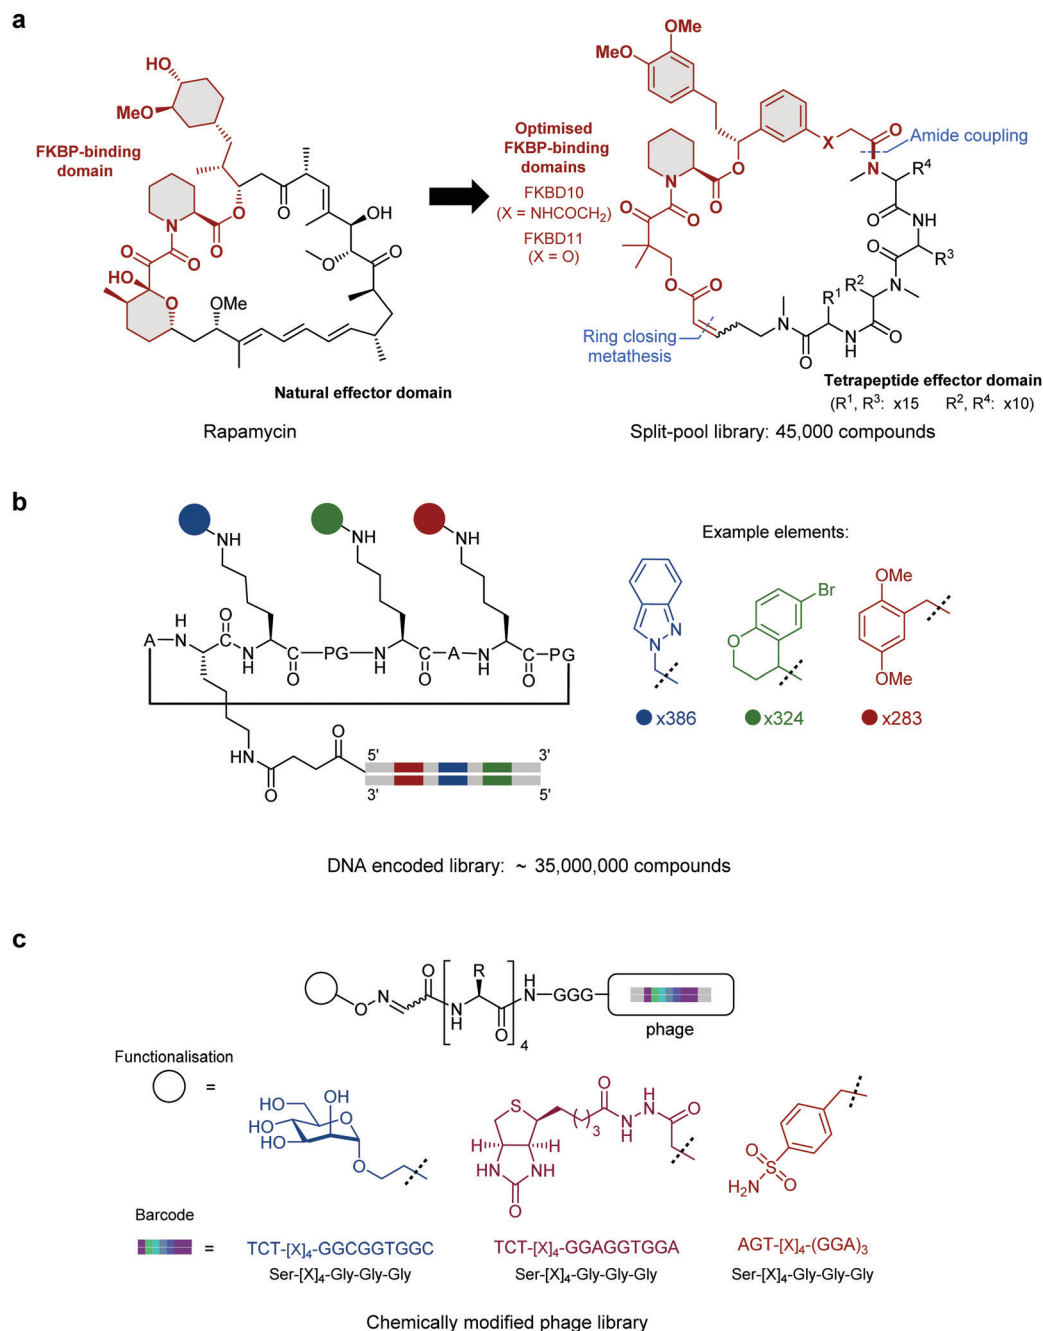 a
HO
MeO
FKBP-binding
domain
N
O
O
O
O
HO
O
OMe
O
OH
O
O
Natural effector domain
Rapamycin
OMe
MeO
Optimised
FKBP-binding
domains
FKBD10
(X = NHCOCH₂)
FKBD11
(X = O)
N
O
O
O
O
O
O
X
O
Amide coupling
N
R⁴
O
NH
O
R³
R²
N
R¹
N
O
N
H
O
Ring closing
metathesis
Tetrapeptide effector domain
(R¹, R³: x15 R², R⁴: x10)
Split-pool library: 45,000 compounds
b
NH
NH
NH
A
H
N
O
N
H
O
PG
N
H
O
A
N
H
O
PG
HN
O
O
5' 3'
3' 5'
Example elements:
N
N
O
Br
OMe
OMe
x386
x324
x283
DNA encoded library: ~ 35,000,000 compounds
c
O
N
O
N
H
R
O
4
H
N
GGG
phage
Functionalisation
=
HO
OH
O
HO
HO
O
S
H
H
HN
NH
O
3
O
N
H
H
N
O
O
S
O
H₂N
Barcode
=
TCT-[X]₄-GGCGGTGGC
Ser-[X]₄-Gly-Gly-Gly
TCT-[X]₄-GGAGGTGGA
Ser-[X]₄-Gly-Gly-Gly
AGT-[X]₄-(GGA)₃
Ser-[X]₄-Gly-Gly-Gly
Chemically modified phage library